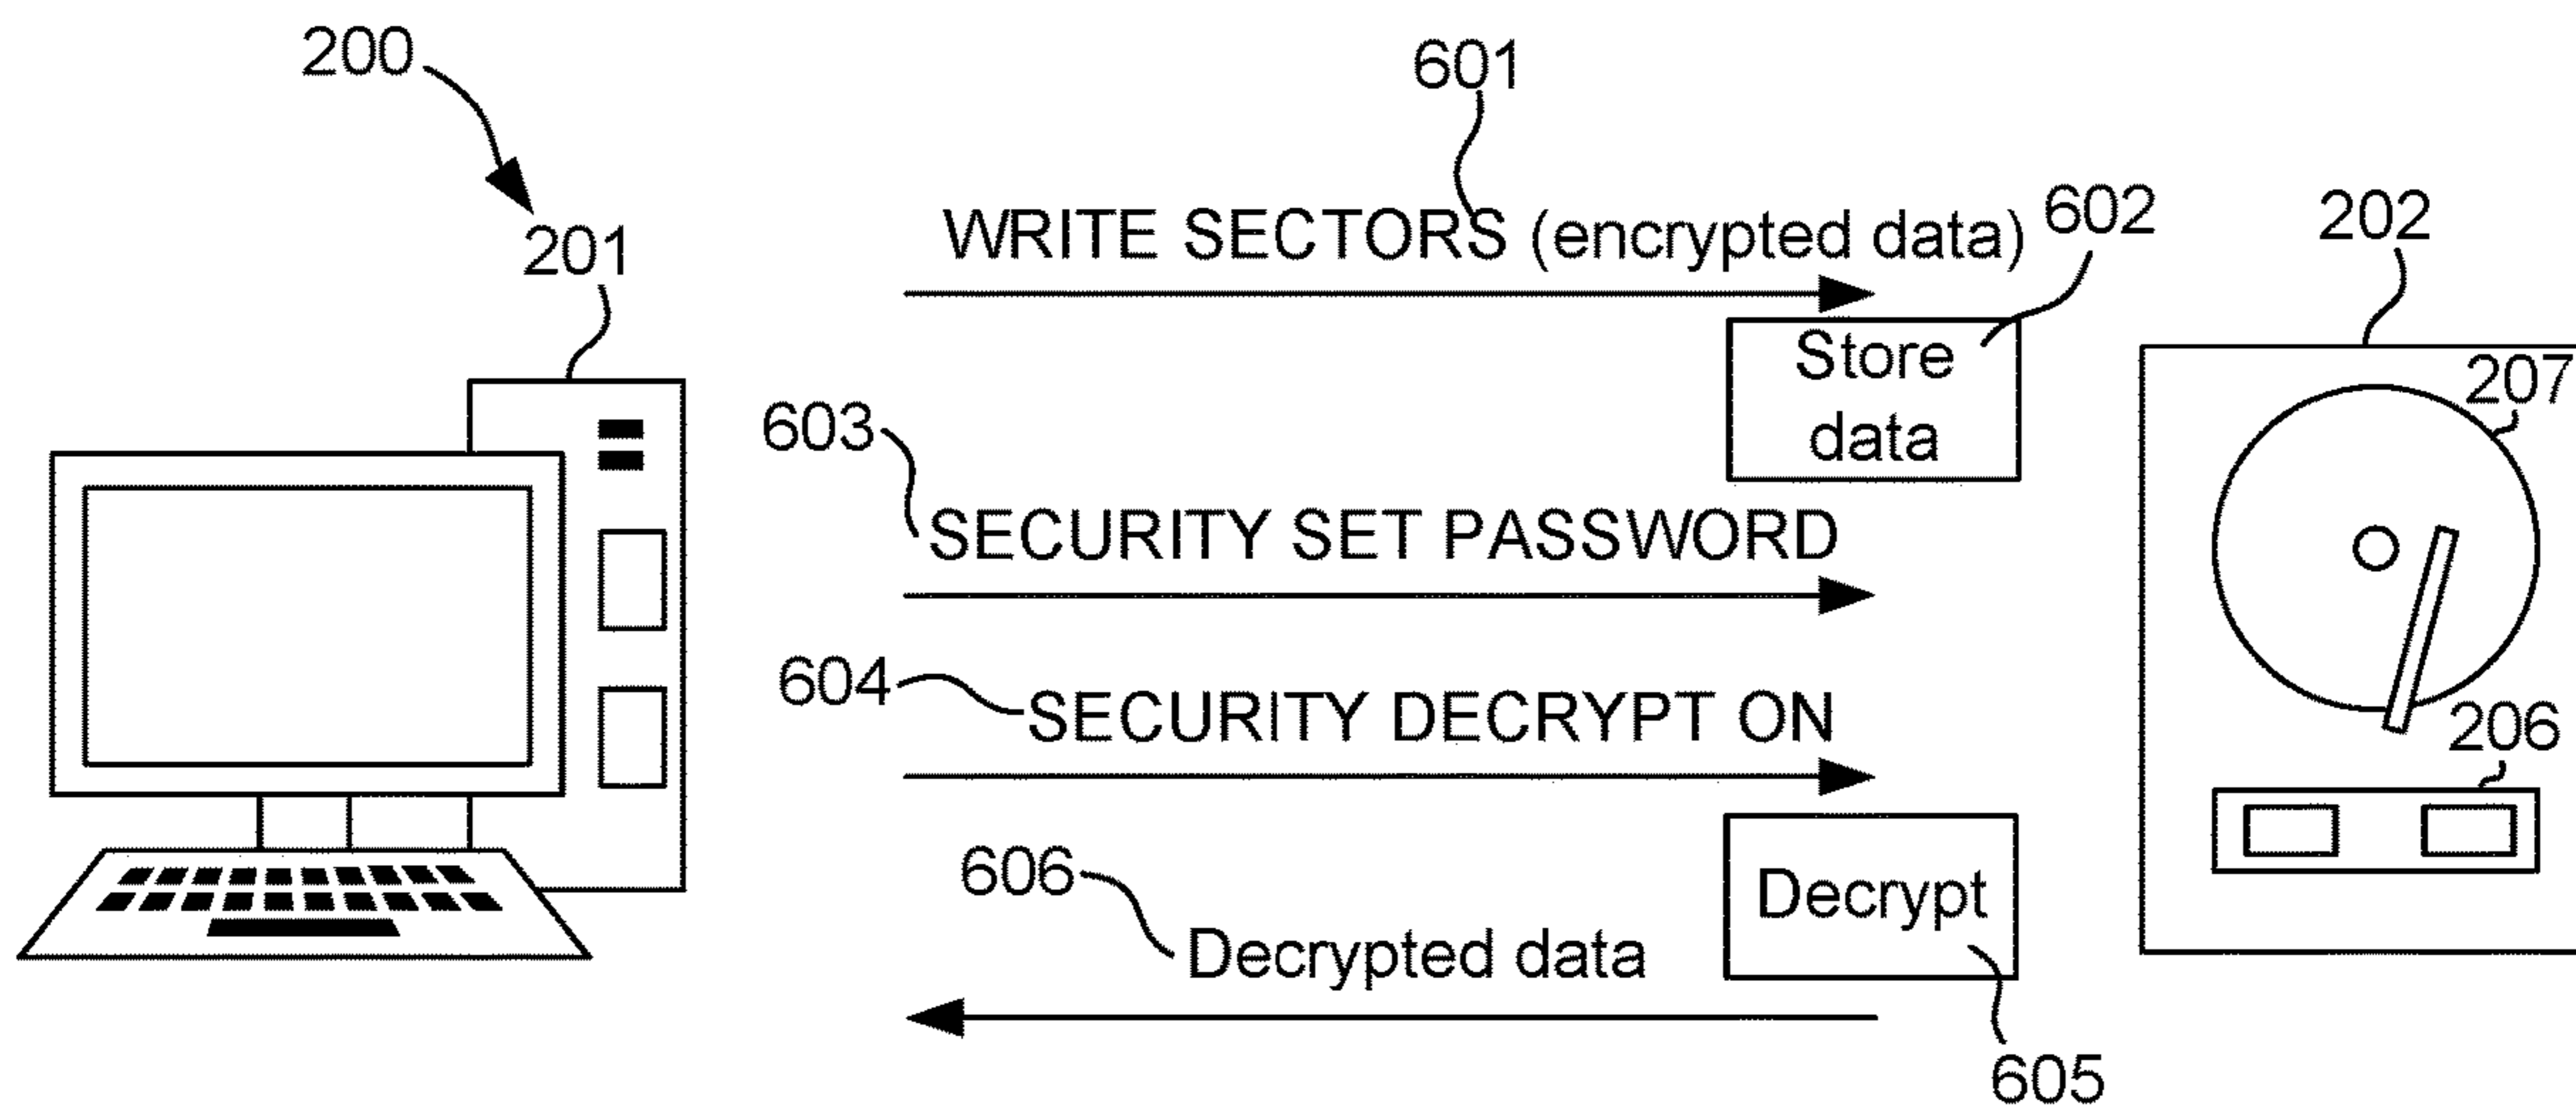 200
601
WRITE SECTORS (encrypted data)
602
202
201
Store
data
207
603
SECURITY SET PASSWORD
604
SECURITY DECRYPT ON
206
606
Decrypt
Decrypted data
605